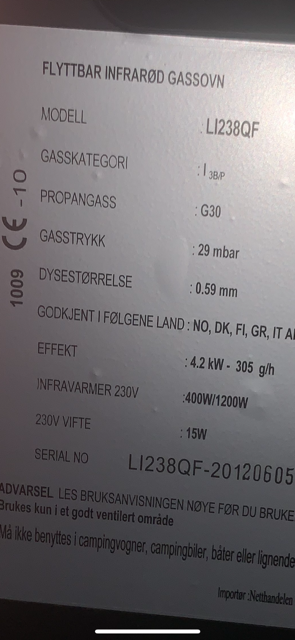 FLYTTBAR INFRARØD GASSOVN
MODELL : LI238QF
GASSKATEGORI : I 3B/P
PROPANGASS : G30
GASSTRYKK : 29 mbar
DYSESTØRRELSE : 0.59 mm
GODKJENT I FØLGENE LAND : NO, DK, FI, GR, IT
EFFEKT : 4.2 kW - 305 g/h
INFRAVARMER 230V :400W/1200W
230V VIFTE : 15W
SERIAL NO LI238QF-20120605
ADVARSEL LES BRUKSANVISNINGEN NØYE FØR DU BRUKE
Brukes kun i et godt ventilert område
Må ikke benyttes i campingvogner, campingbiler, båter eller lignende
Importør :Netthandelen
1009 CE -10